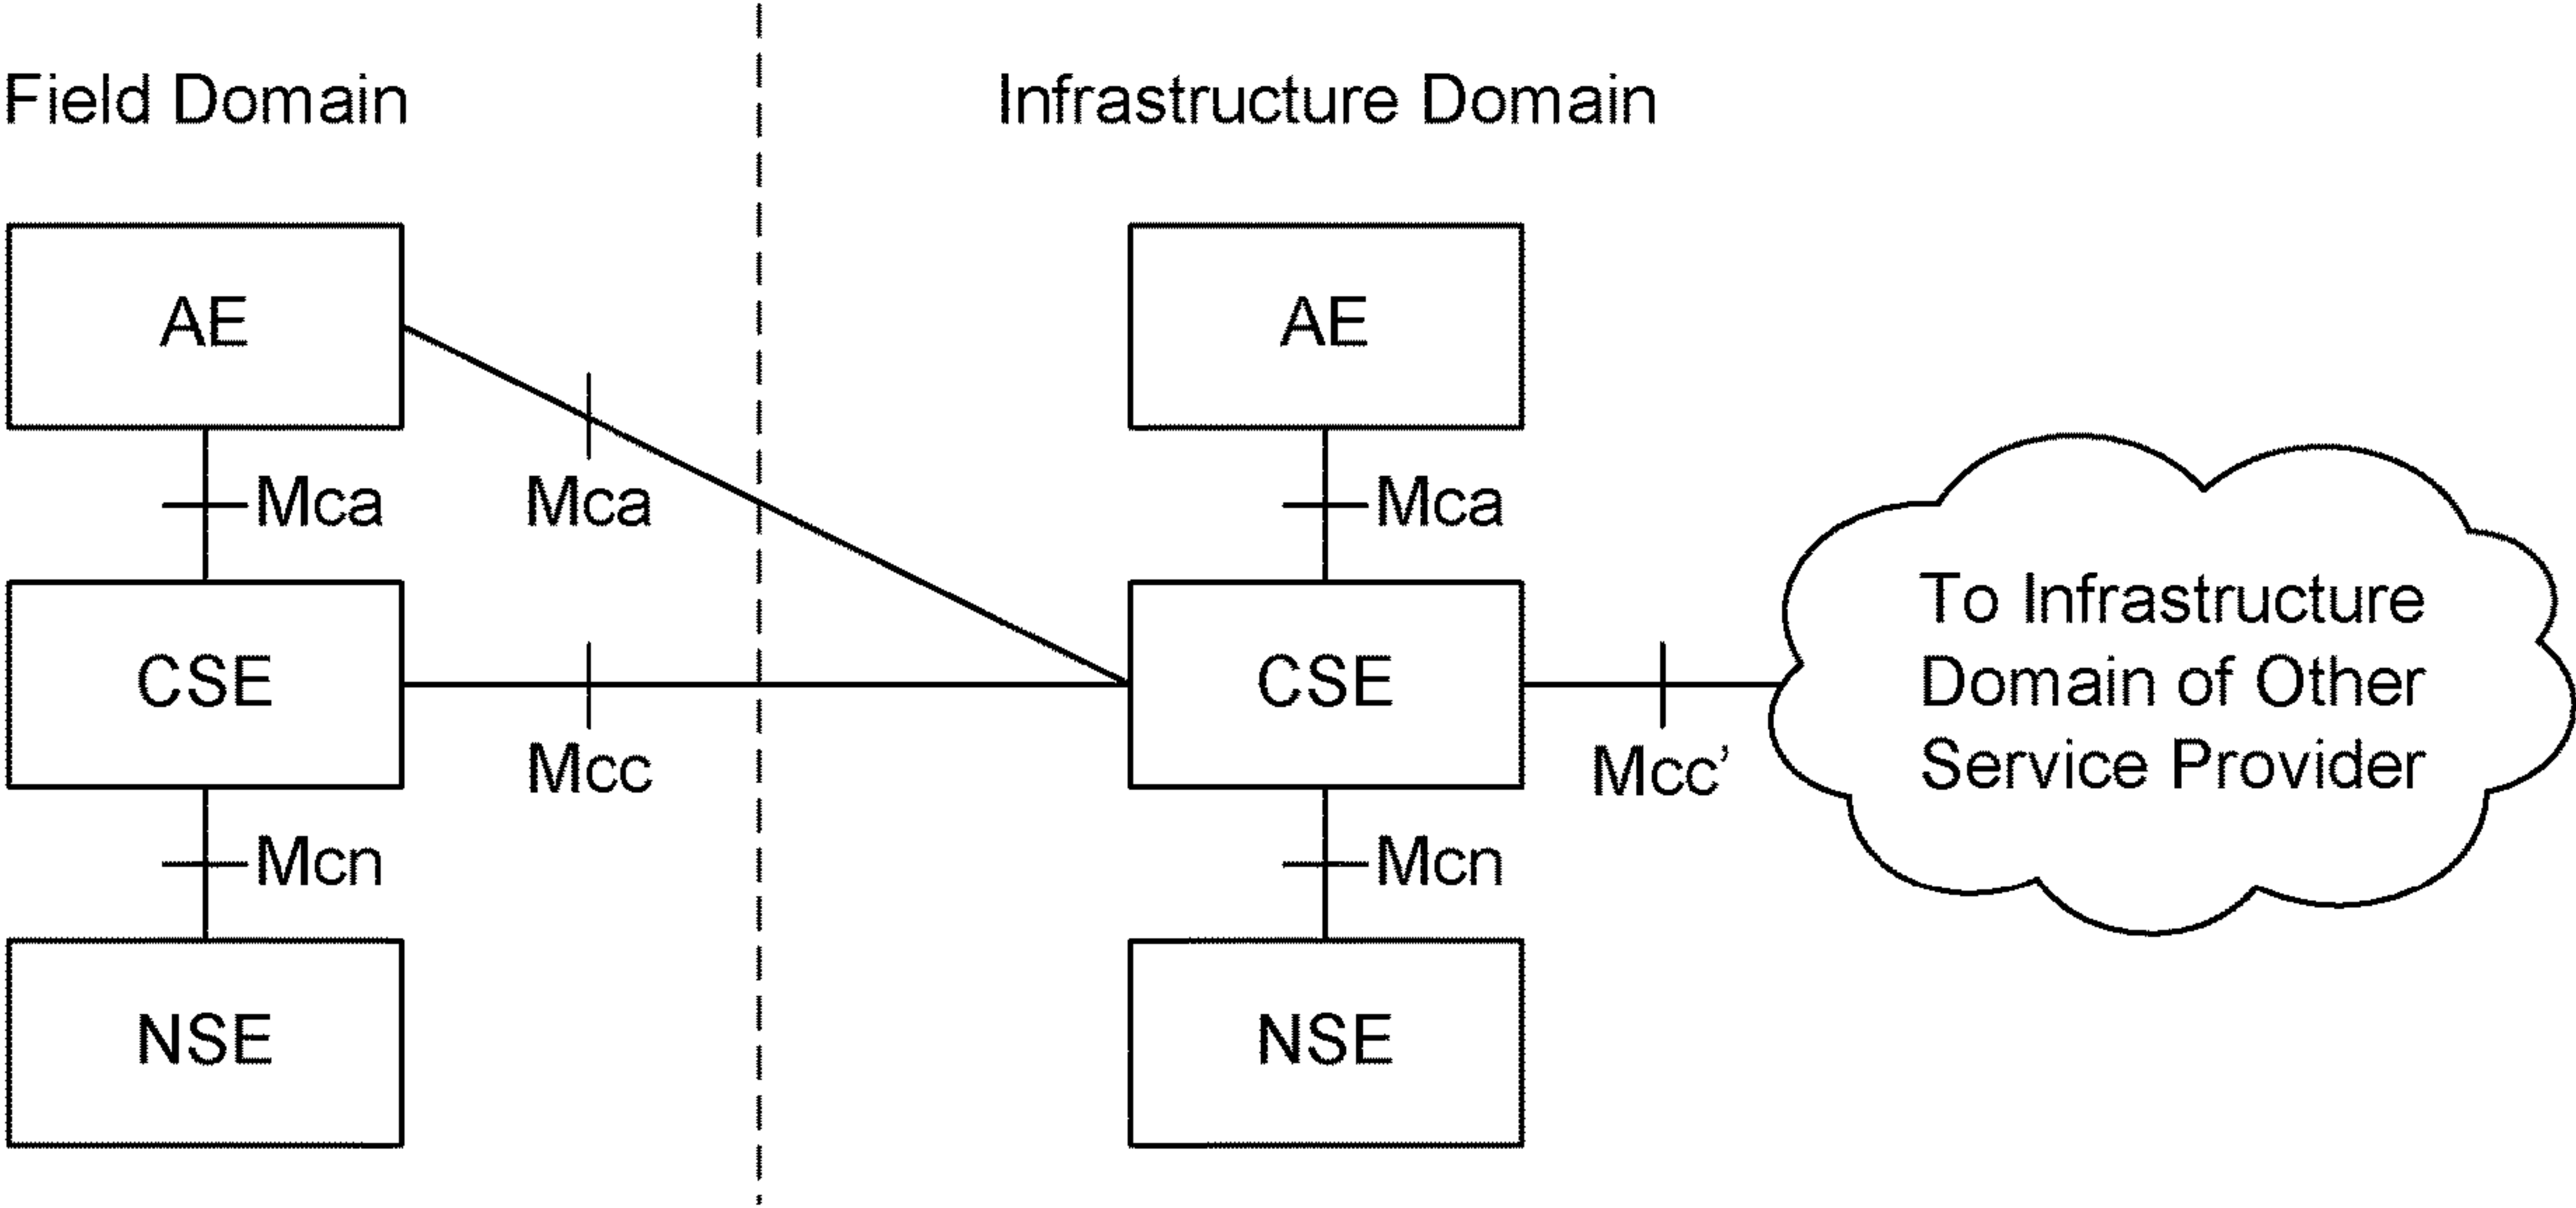 Field Domain
Infrastructure Domain
AE
AE
Mca
Mca
Mca
CSE
CSE
To Infrastructure
Domain of Other
Service Provider
Mcc
Mcc’
Mcn
Mcn
NSE
NSE